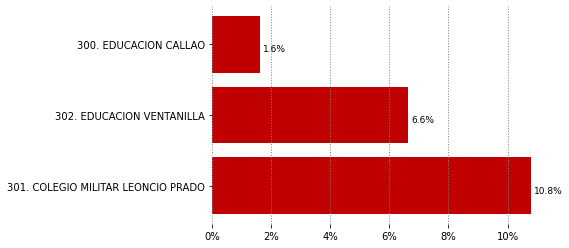 300. EDUCACION CALLAO
1.6%
302. EDUCACION VENTANILLA
6.6%
301. COLEGIO MILITAR LEONCIO PRADO
10.8%
0% 2% 4% 6% 8% 10%